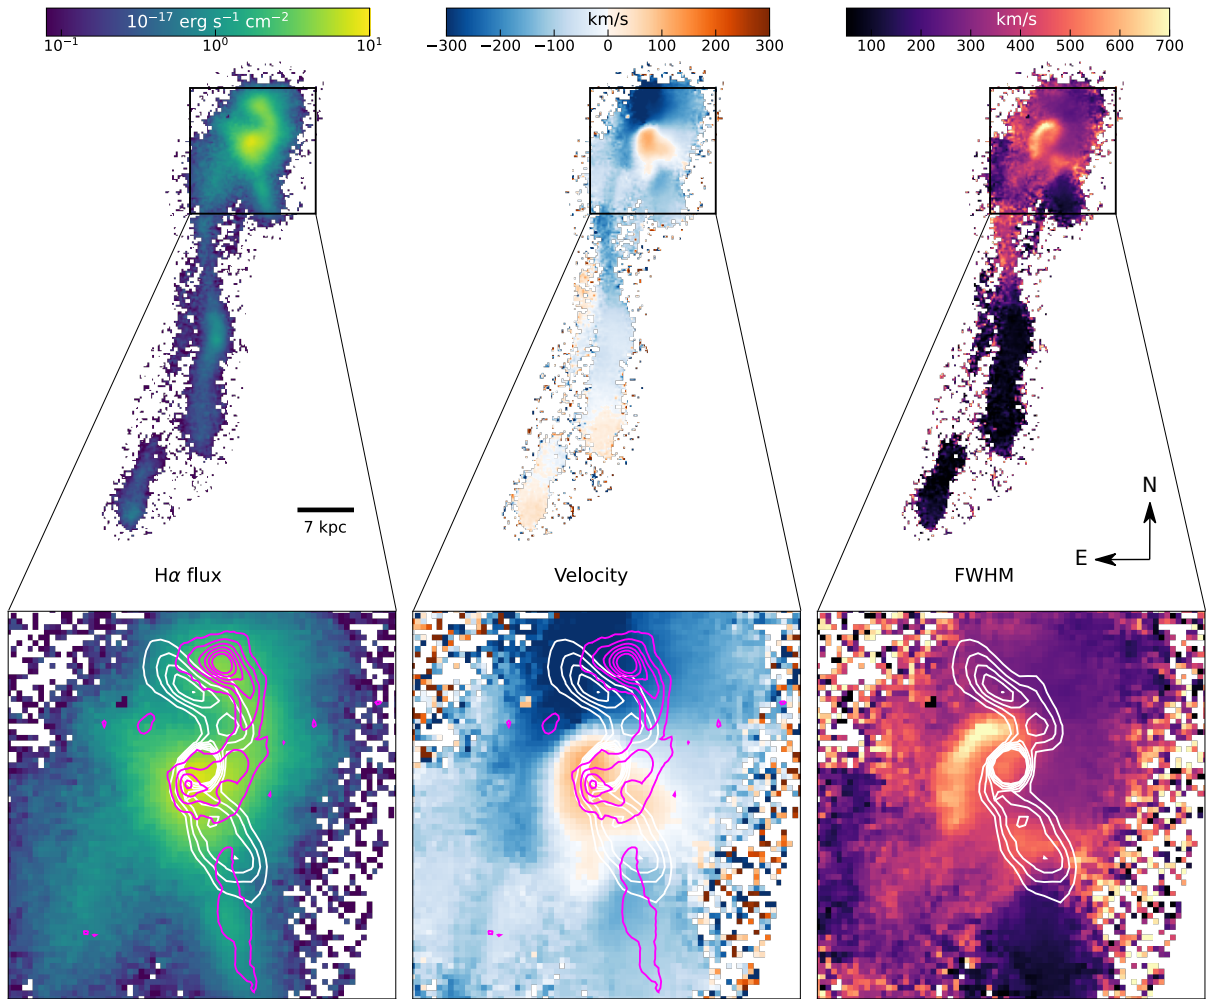 10⁻¹⁷ erg s⁻¹ cm⁻²
10⁻¹ 10⁰ 10¹
km/s
−300 −200 −100 0 100 200 300
km/s
100 200 300 400 500 600 700
7 kpc
N
E
Hα flux
Velocity
FWHM